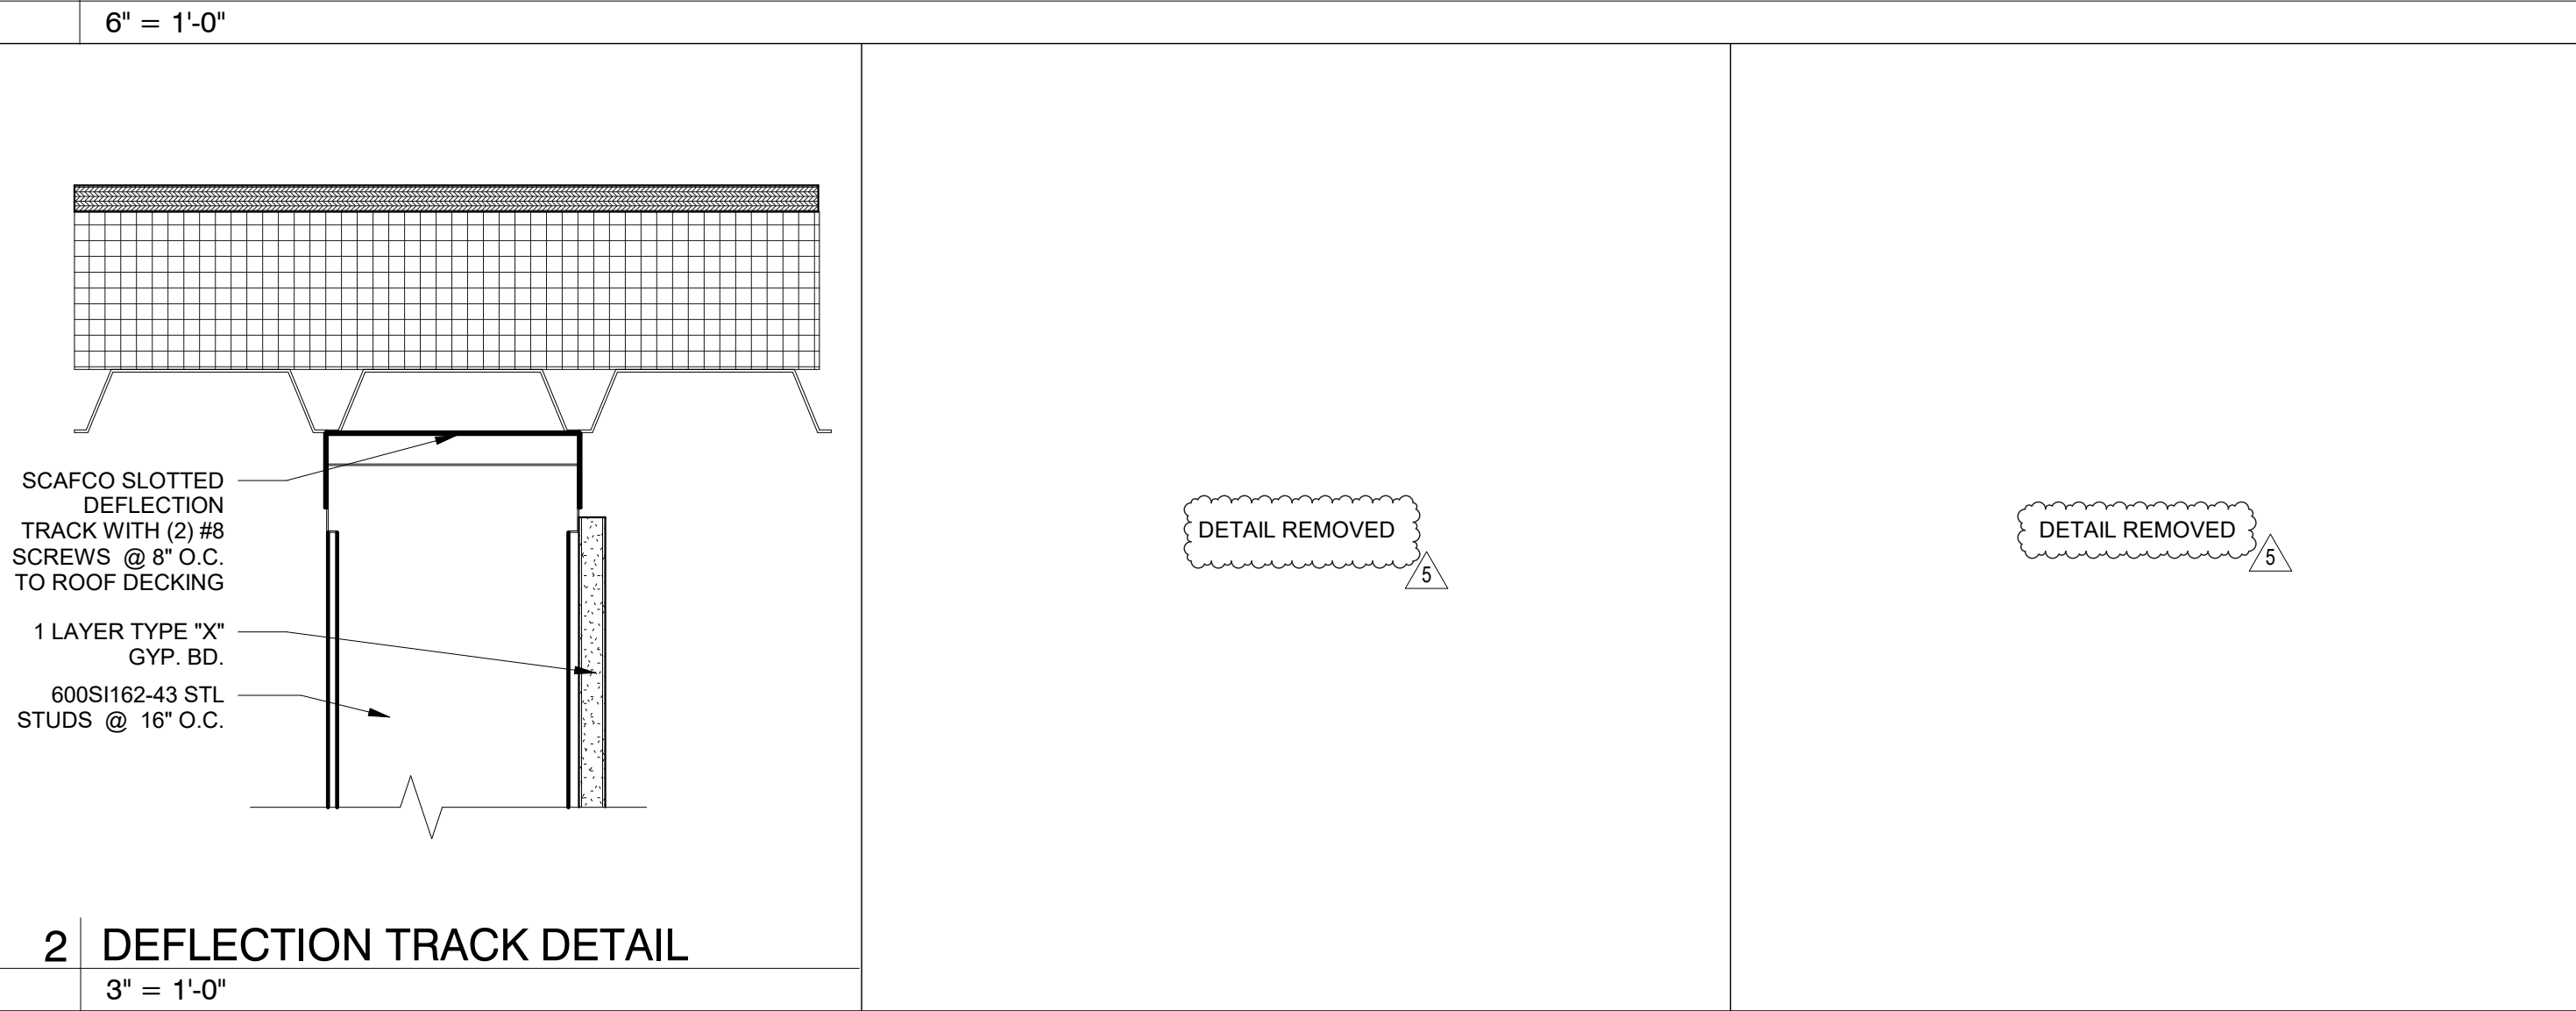 6" = 1'-0"
SCAFCO SLOTTED
DEFLECTION
TRACK WITH (2) #8
SCREWS @ 8" O.C.
TO ROOF DECKING
1 LAYER TYPE "X"
GYP. BD.
600SI162-43 STL
STUDS @ 16" O.C.
2 DEFLECTION TRACK DETAIL
3" = 1'-0"
DETAIL REMOVED
5
DETAIL REMOVED
5